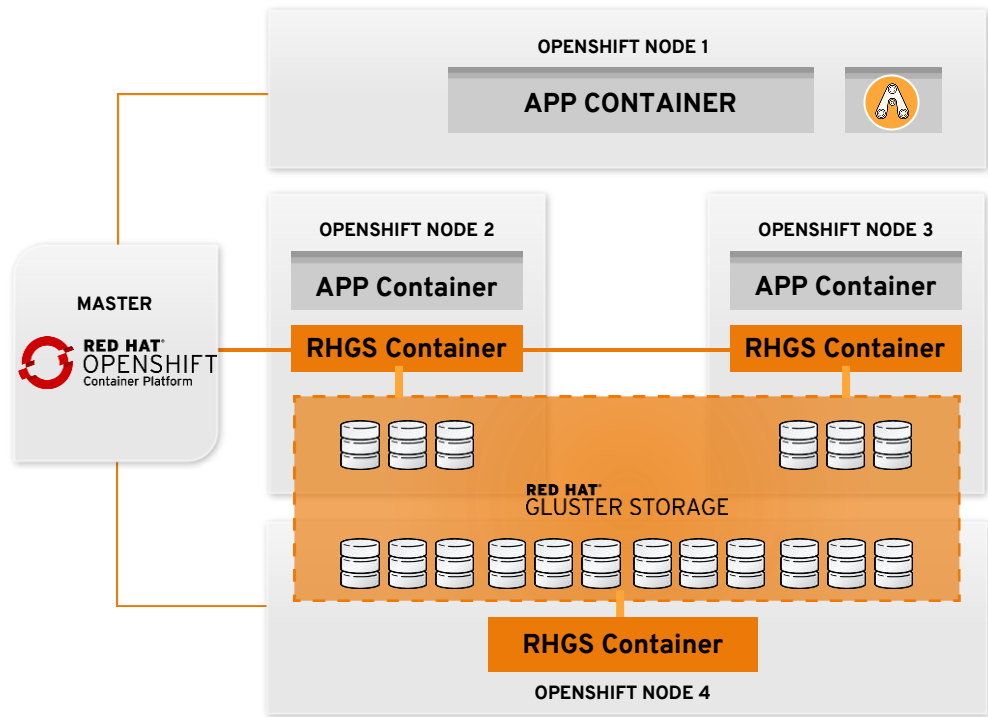 OPENSHIFT NODE 1
APP CONTAINER
OPENSHIFT NODE 2
APP Container
RHGS Container
OPENSHIFT NODE 3
APP Container
RHGS Container
MASTER
RED HAT®
OPENSHIFT
Container Platform
RED HAT®
GLUSTER STORAGE
RHGS Container
OPENSHIFT NODE 4